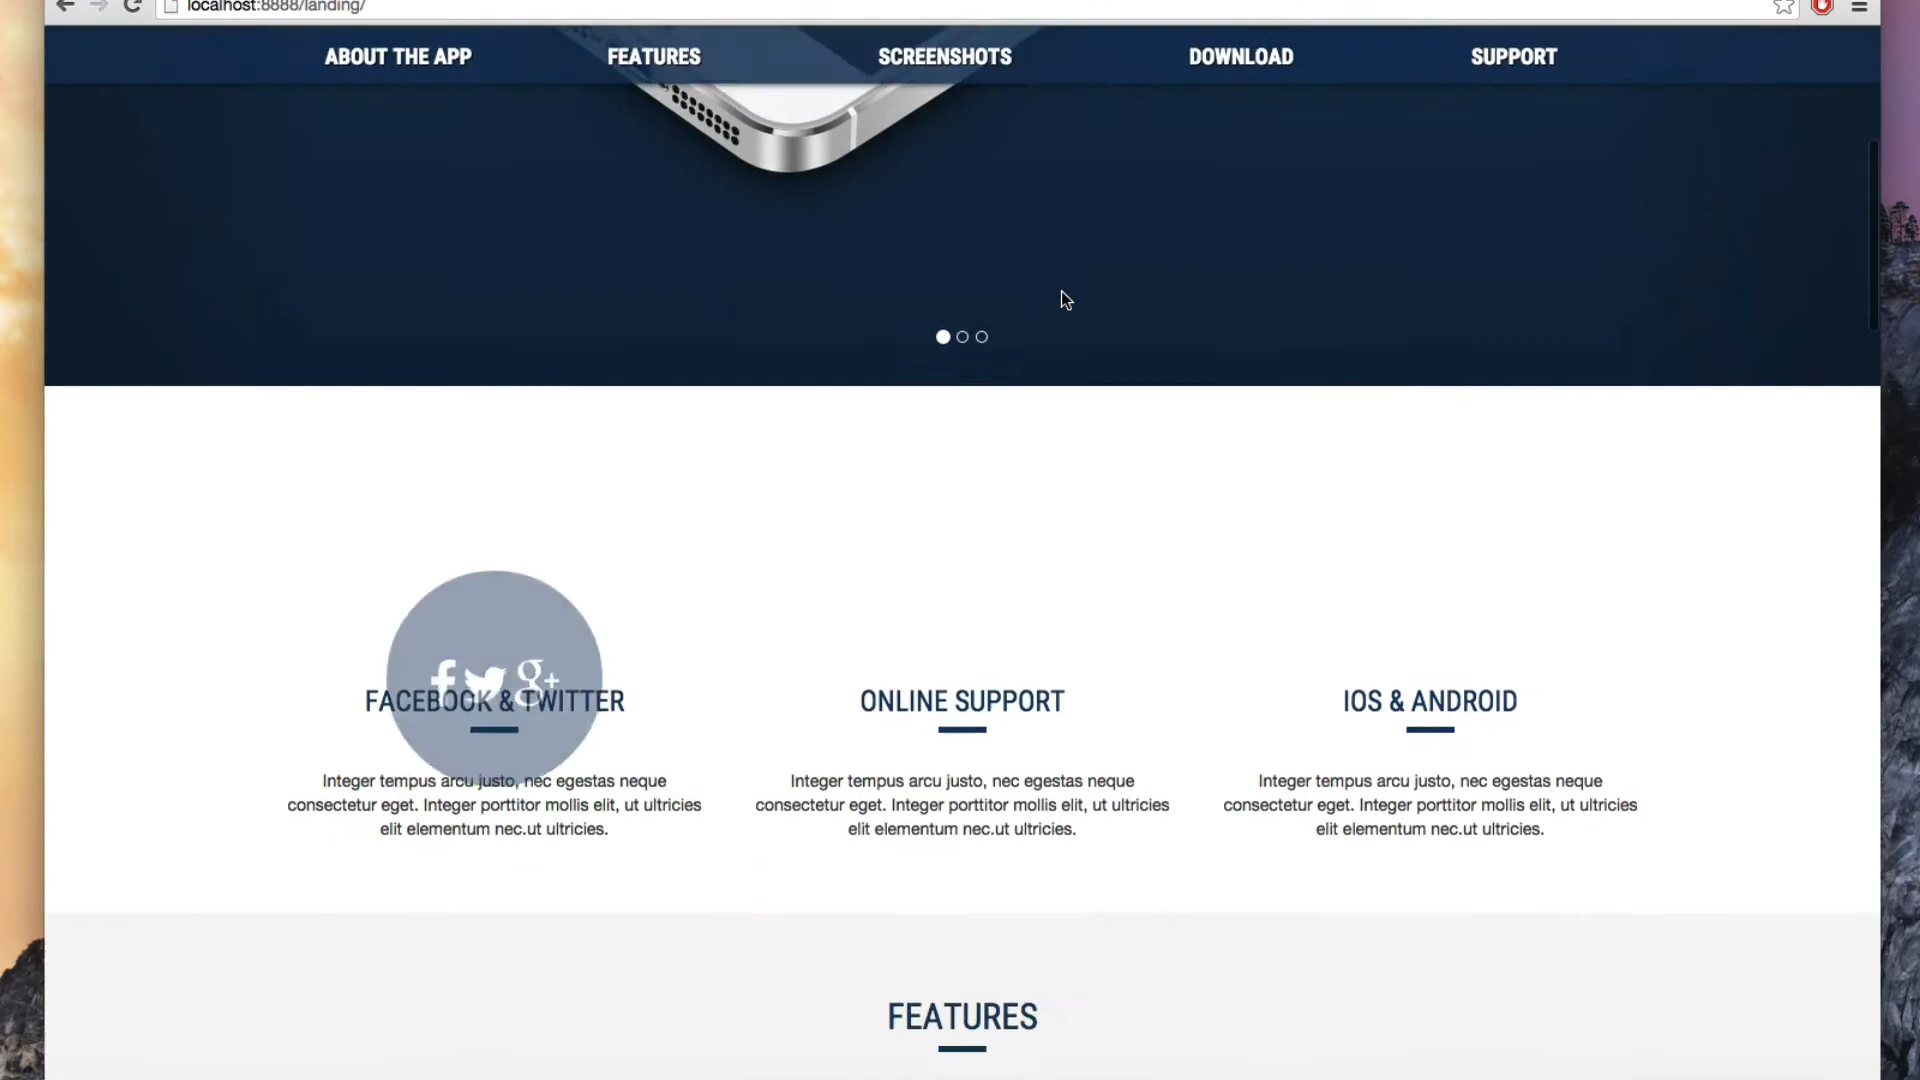 localhost:8888/landing/
ABOUT THE APP FEATURES SCREENSHOTS DOWNLOAD SUPPORT
f g+
FACEBOOK & TWITTER
Integer tempus arcu justo, nec egestas neque
consectetur eget. Integer porttitor mollis elit, ut ultricies
elit elementum nec.ut ultricies.
ONLINE SUPPORT
Integer tempus arcu justo, nec egestas neque
consectetur eget. Integer porttitor mollis elit, ut ultricies
elit elementum nec.ut ultricies.
IOS & ANDROID
Integer tempus arcu justo, nec egestas neque
consectetur eget. Integer porttitor mollis elit, ut ultricies
elit elementum nec.ut ultricies.
FEATURES